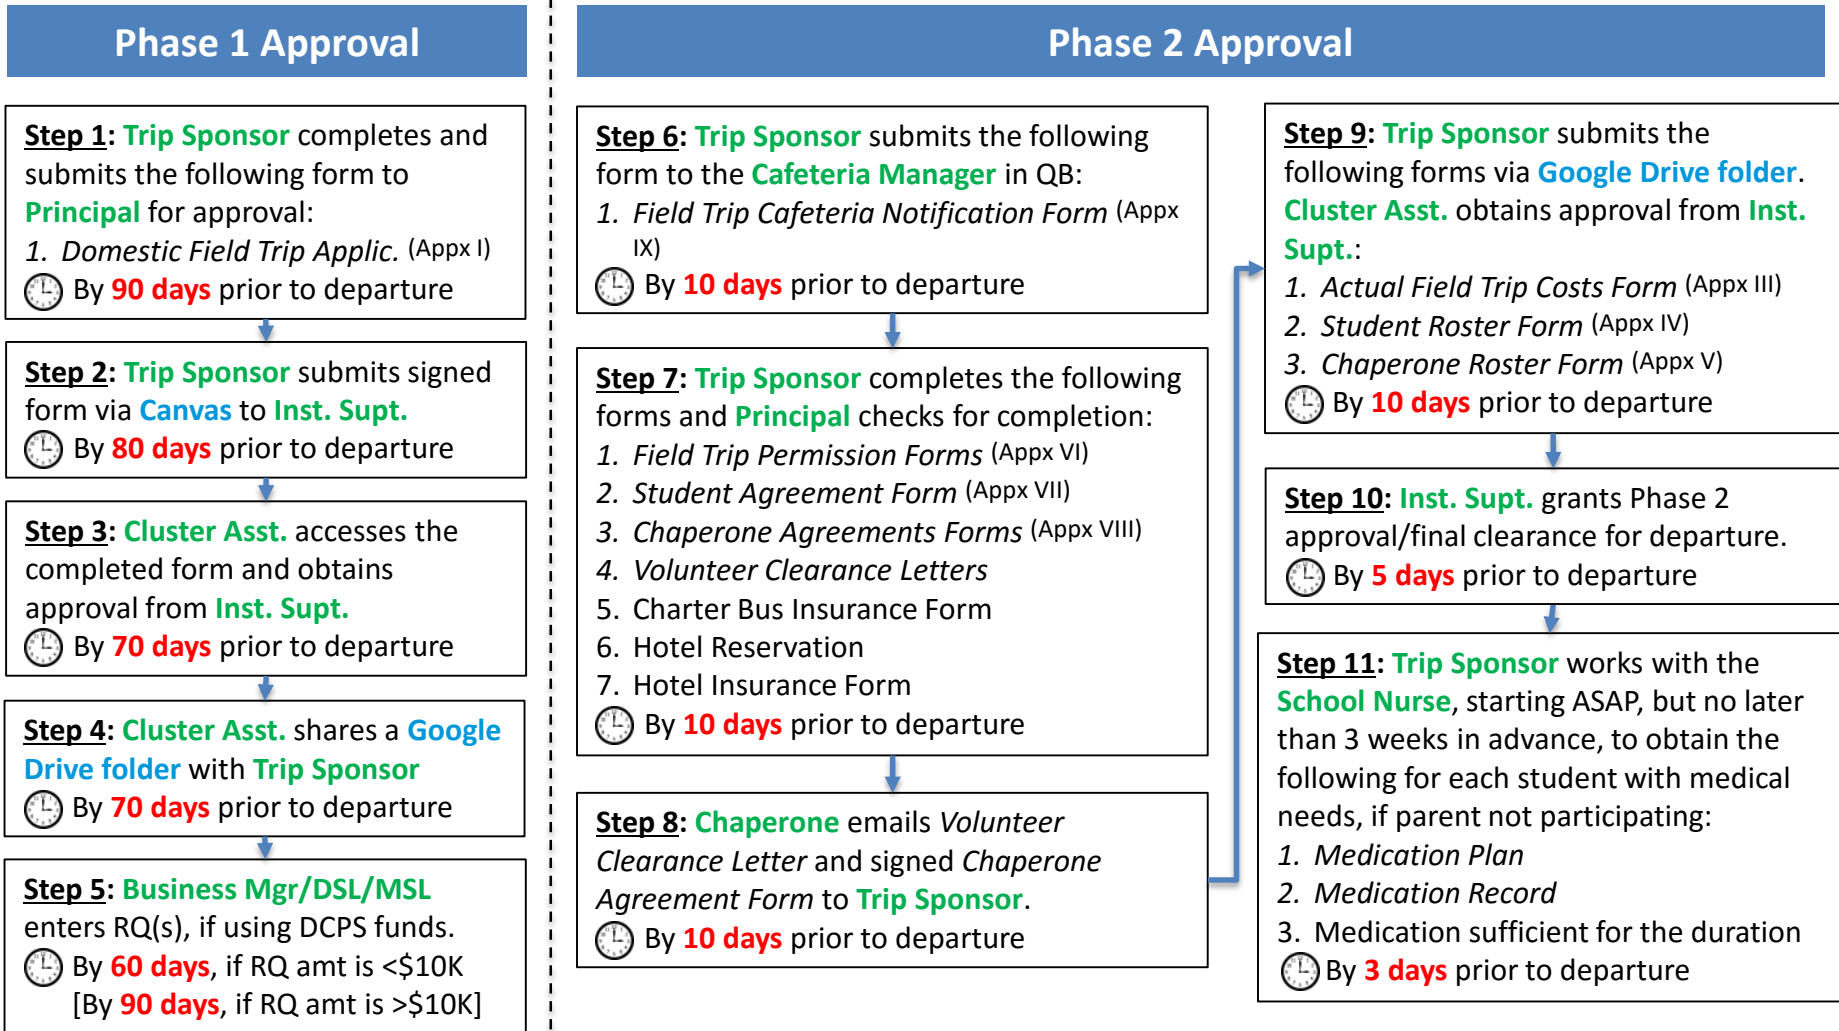 Phase 1 Approval
Step 1: Trip Sponsor completes and
submits the following form to
Principal for approval:
1. Domestic Field Trip Applic. (Appx I)
By 90 days prior to departure
Step 2: Trip Sponsor submits signed
form via Canvas to Inst. Supt.
By 80 days prior to departure
Step 3: Cluster Asst. accesses the
completed form and obtains
approval from Inst. Supt.
By 70 days prior to departure
Step 4: Cluster Asst. shares a Google
Drive folder with Trip Sponsor
By 70 days prior to departure
Step 5: Business Mgr/DSL/MSL
enters RQ(s), if using DCPS funds.
By 60 days, if RQ amt is <$10K
[By 90 days, if RQ amt is >$10K]
Phase 2 Approval
Step 6: Trip Sponsor submits the following
form to the Cafeteria Manager in QB:
1. Field Trip Cafeteria Notification Form (Appx
IX)
By 10 days prior to departure
Step 7: Trip Sponsor completes the following
forms and Principal checks for completion:
1. Field Trip Permission Forms (Appx VI)
2. Student Agreement Form (Appx VII)
3. Chaperone Agreements Forms (Appx VIII)
4. Volunteer Clearance Letters
5. Charter Bus Insurance Form
6. Hotel Reservation
7. Hotel Insurance Form
By 10 days prior to departure
Step 8: Chaperone emails Volunteer
Clearance Letter and signed Chaperone
Agreement Form to Trip Sponsor.
By 10 days prior to departure
Step 9: Trip Sponsor submits the
following forms via Google Drive folder.
Cluster Asst. obtains approval from Inst.
Supt.:
1. Actual Field Trip Costs Form (Appx III)
2. Student Roster Form (Appx IV)
3. Chaperone Roster Form (Appx V)
By 10 days prior to departure
Step 10: Inst. Supt. grants Phase 2
approval/final clearance for departure.
By 5 days prior to departure
Step 11: Trip Sponsor works with the
School Nurse, starting ASAP, but no later
than 3 weeks in advance, to obtain the
following for each student with medical
needs, if parent not participating:
1. Medication Plan
2. Medication Record
3. Medication sufficient for the duration
By 3 days prior to departure